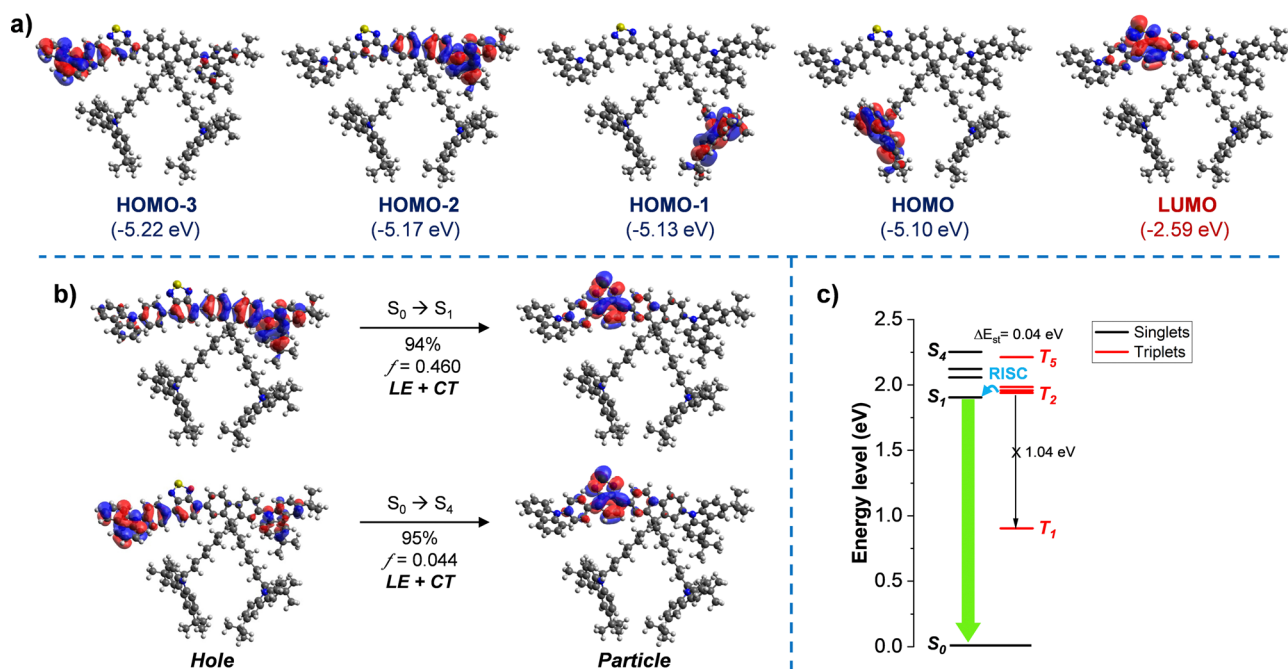 a)
HOMO-3
(-5.22 eV)
HOMO-2
(-5.17 eV)
HOMO-1
(-5.13 eV)
HOMO
(-5.10 eV)
LUMO
(-2.59 eV)
b)
S0 → S1
94%
f = 0.460
LE + CT
S0 → S4
95%
f = 0.044
LE + CT
Hole
Particle
c)
Energy level (eV)
2.5
2.0
1.5
1.0
0.5
0.0
ΔEst= 0.04 eV
Singlets
Triplets
S4
T5
RISC
S1
T2
X 1.04 eV
T1
S0